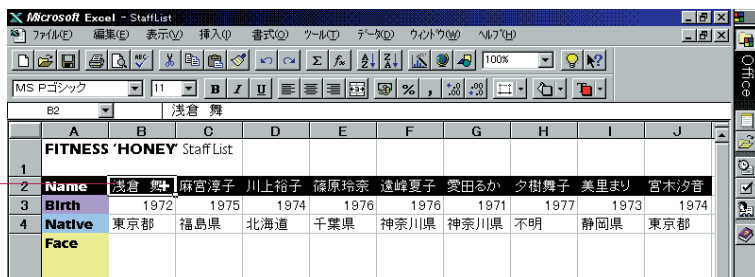 Microsoft Excel - StaffList
ファイル(F) 編集(E) 表示(V) 挿入(I) 書式(O) ツール(T) データ(D) ウィンドウ(W) ヘルプ(H)
100%
MS Pゴシック 11 B I U % ,
B2 浅倉 舞
A B C D E F G H I J
1 FITNESS 'HONEY' Staff List
2 Name 浅倉 舞 麻宮淳子 川上裕子 篠原玲奈 遠峰夏子 愛田るか 夕樹舞子 美里まり 宮本汐音
3 Birth 1972 1975 1974 1976 1976 1971 1977 1973 1974
4 Native 東京都 福島県 北海道 千葉県 神奈川県 神奈川県 不明 静岡県 東京都
Face
Office